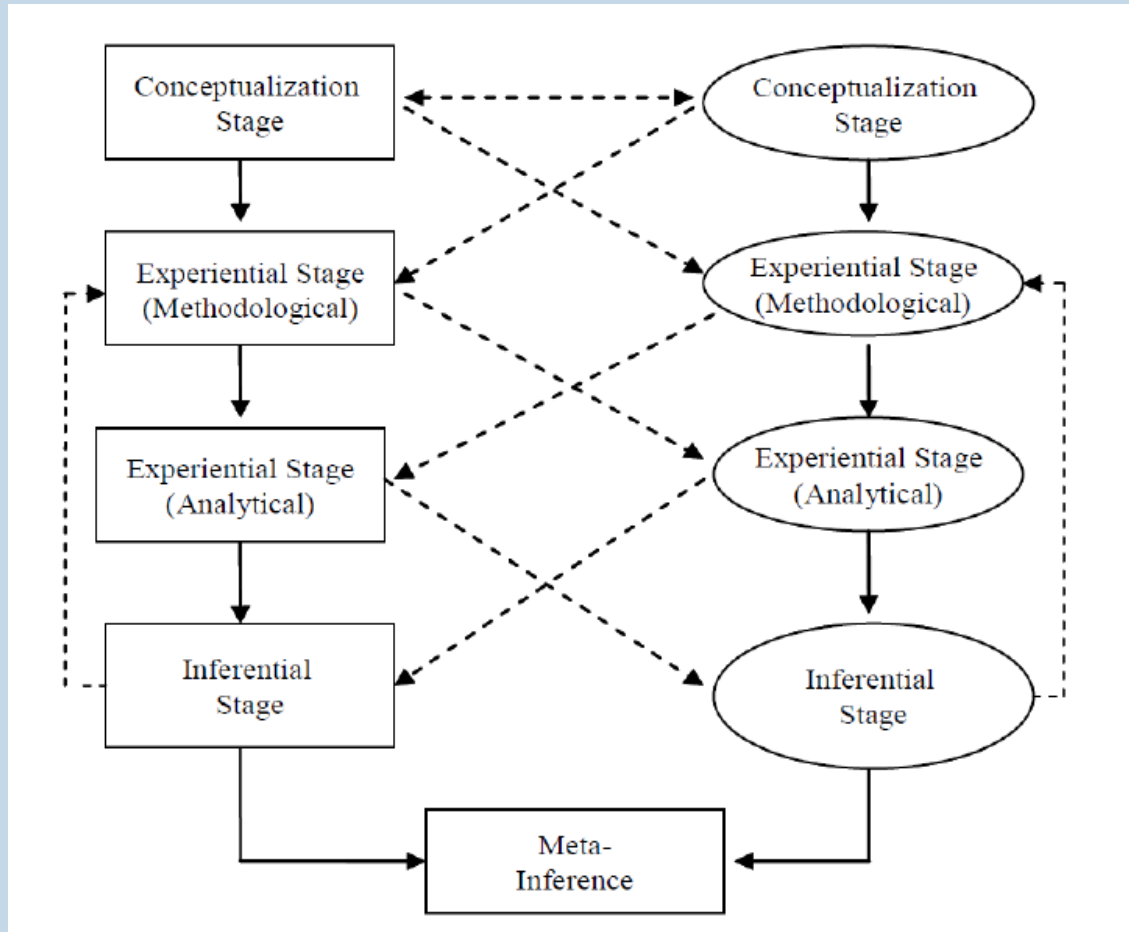 Conceptualization
Stage
Conceptualization
Stage
Experiential Stage
(Methodological)
Experiential Stage
(Methodological)
Experiential Stage
(Analytical)
Experiential Stage
(Analytical)
Inferential
Stage
Inferential
Stage
Meta-
Inference